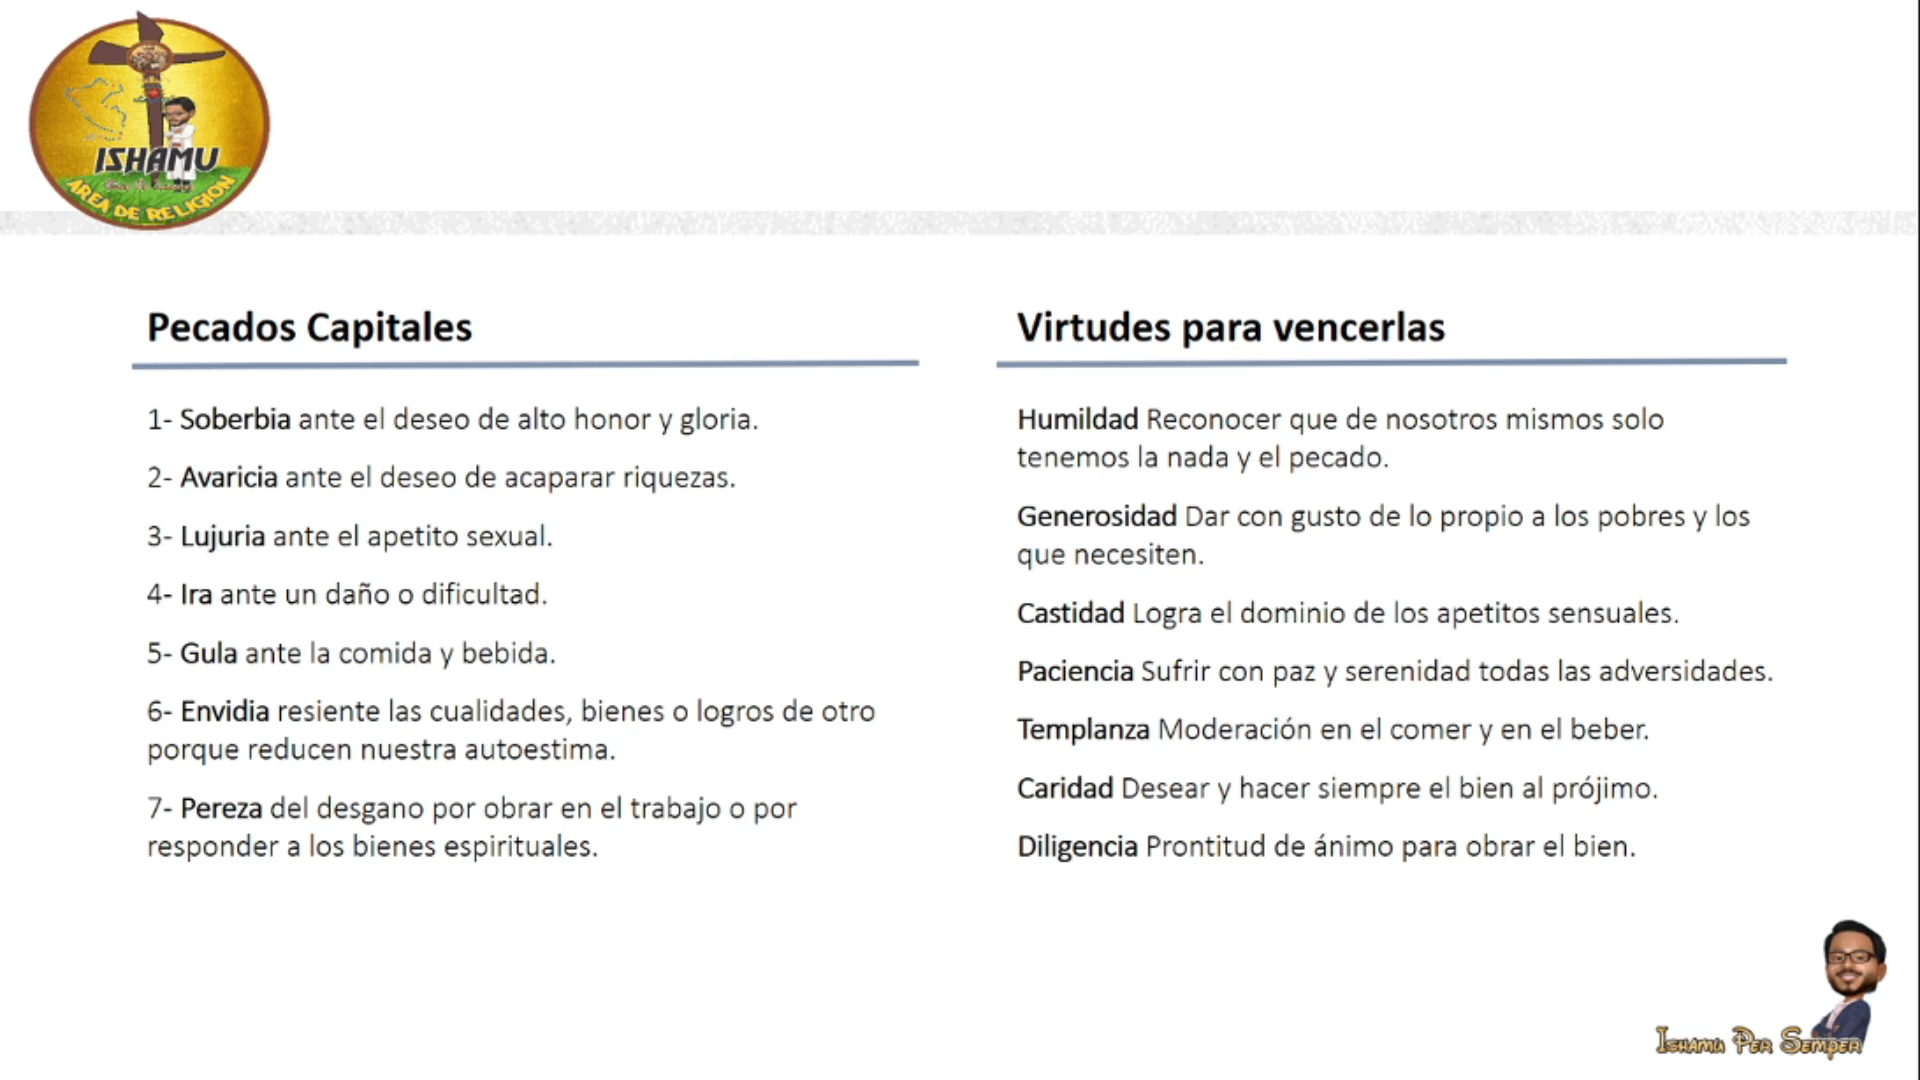 ISHAMU
AREA DE RELIGION
Pecados Capitales
1- Soberbia ante el deseo de alto honor y gloria.
2- Avaricia ante el deseo de acaparar riquezas.
3- Lujuria ante el apetito sexual.
4- Ira ante un daño o dificultad.
5- Gula ante la comida y bebida.
6- Envidia resiente las cualidades, bienes o logros de otro
porque reducen nuestra autoestima.
7- Pereza del desgano por obrar en el trabajo o por
responder a los bienes espirituales.
Virtudes para vencerlas
Humildad Reconocer que de nosotros mismos solo
tenemos la nada y el pecado.
Generosidad Dar con gusto de lo propio a los pobres y los
que necesiten.
Castidad Logra el dominio de los apetitos sensuales.
Paciencia Sufrir con paz y serenidad todas las adversidades.
Templanza Moderación en el comer y en el beber.
Caridad Desear y hacer siempre el bien al prójimo.
Diligencia Prontitud de ánimo para obrar el bien.
Ishamu Per Semper